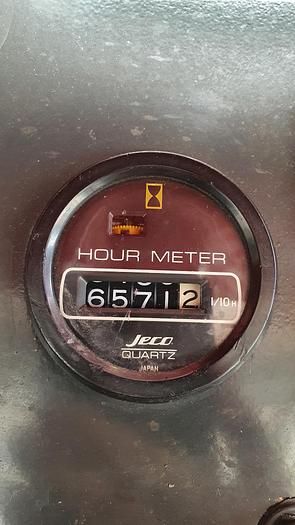 HOUR METER
65712 1/10H
Jeco
QUARTZ
JAPAN